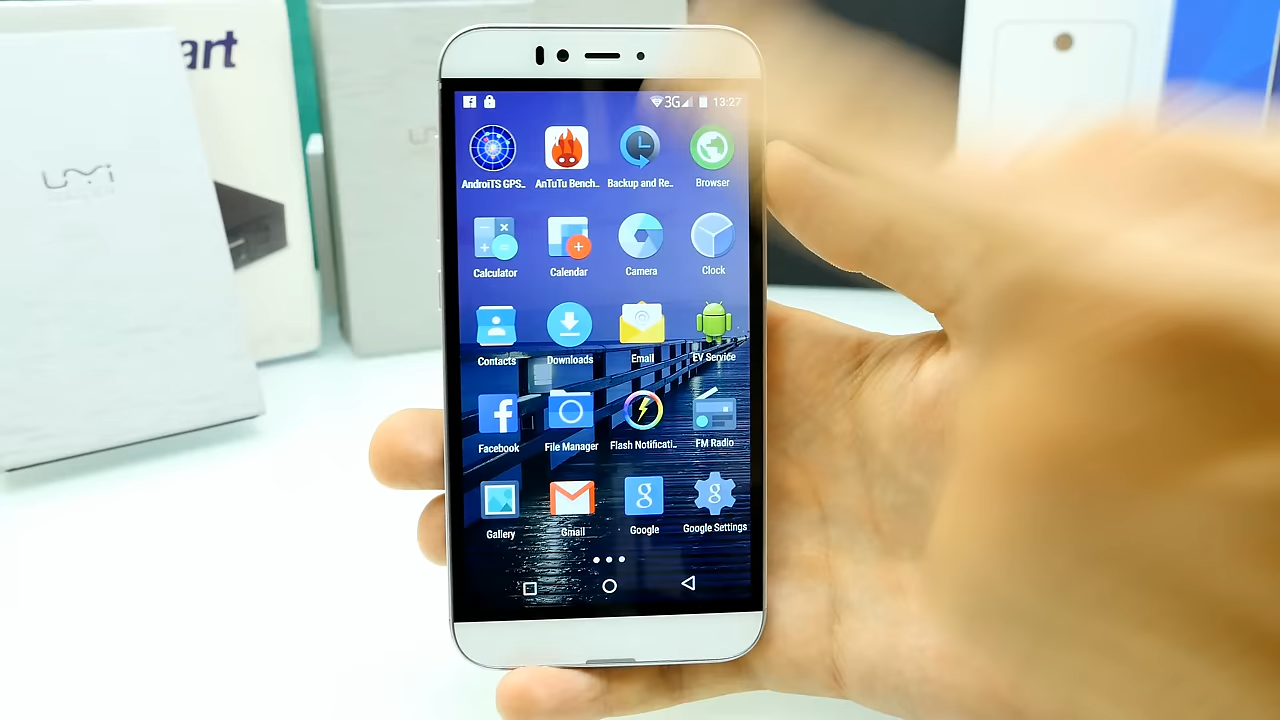 art
UMi
3G 13:27
AndroiTS GPS.. AnTuTu Bench.. Backup and Re.. Browser
Calculator Calendar Camera Clock
Contacts Downloads Email EV Service
Facebook File Manager Flash Notificati.. FM Radio
Gallery Gmail Google Google Settings